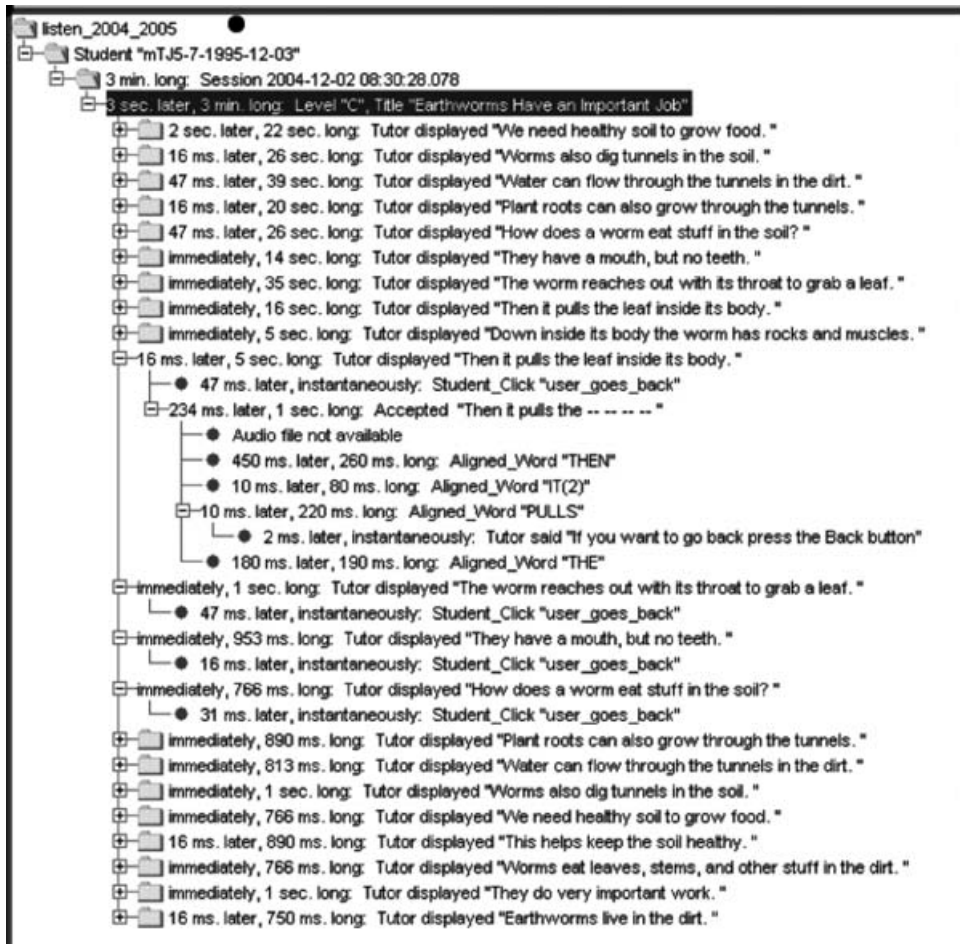 listen_2004_2005
Student "mTJ5-7-1995-12-03"
3 min. long: Session 2004-12-02 08:30:28.078
3 sec. later, 3 min. long: Level "C", Title "Earthworms Have an Important Job"
2 sec. later, 22 sec. long: Tutor displayed "We need healthy soil to grow food. "
16 ms. later, 26 sec. long: Tutor displayed "Worms also dig tunnels in the soil. "
47 ms. later, 39 sec. long: Tutor displayed "Water can flow through the tunnels in the dirt. "
16 ms. later, 20 sec. long: Tutor displayed "Plant roots can also grow through the tunnels. "
47 ms. later, 26 sec. long: Tutor displayed "How does a worm eat stuff in the soil? "
immediately, 14 sec. long: Tutor displayed "They have a mouth, but no teeth. "
immediately, 35 sec. long: Tutor displayed "The worm reaches out with its throat to grab a leaf. "
immediately, 16 sec. long: Tutor displayed "Then it pulls the leaf inside its body. "
immediately, 5 sec. long: Tutor displayed "Down inside its body the worm has rocks and muscles. "
16 ms. later, 5 sec. long: Tutor displayed "Then it pulls the leaf inside its body. "
47 ms. later, instantaneously: Student_Click "user_goes_back"
234 ms. later, 1 sec. long: Accepted "Then it pulls the -- -- -- -- "
Audio file not available
450 ms. later, 260 ms. long: Aligned_Word "THEN"
10 ms. later, 80 ms. long: Aligned_Word "IT(2)"
10 ms. later, 220 ms. long: Aligned_Word "PULLS"
2 ms. later, instantaneously: Tutor said "If you want to go back press the Back button"
180 ms. later, 190 ms. long: Aligned_Word "THE"
immediately, 1 sec. long: Tutor displayed "The worm reaches out with its throat to grab a leaf. "
47 ms. later, instantaneously: Student_Click "user_goes_back"
immediately, 953 ms. long: Tutor displayed "They have a mouth, but no teeth. "
16 ms. later, instantaneously: Student_Click "user_goes_back"
immediately, 766 ms. long: Tutor displayed "How does a worm eat stuff in the soil? "
31 ms. later, instantaneously: Student_Click "user_goes_back"
immediately, 890 ms. long: Tutor displayed "Plant roots can also grow through the tunnels. "
immediately, 813 ms. long: Tutor displayed "Water can flow through the tunnels in the dirt. "
immediately, 1 sec. long: Tutor displayed "Worms also dig tunnels in the soil. "
immediately, 766 ms. long: Tutor displayed "We need healthy soil to grow food. "
16 ms. later, 890 ms. long: Tutor displayed "This helps keep the soil healthy. "
immediately, 766 ms. long: Tutor displayed "Worms eat leaves, stems, and other stuff in the dirt. "
immediately, 1 sec. long: Tutor displayed "They do very important work. "
16 ms. later, 750 ms. long: Tutor displayed "Earthworms live in the dirt. "